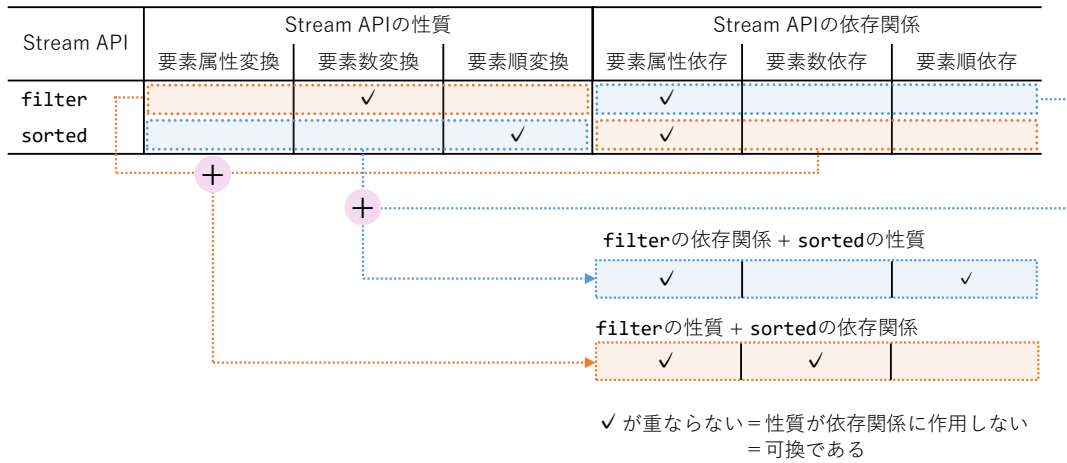 Stream API Stream APIの性質 Stream APIの依存関係
要素属性変換 要素数変換 要素順変換 要素属性依存 要素数依存 要素順依存
filter ✓ ✓
sorted ✓ ✓
+
+
filterの依存関係 + sortedの性質
✓ ✓
filterの性質 + sortedの依存関係
✓ ✓
✓ が重ならない＝性質が依存関係に作用しない
＝可換である